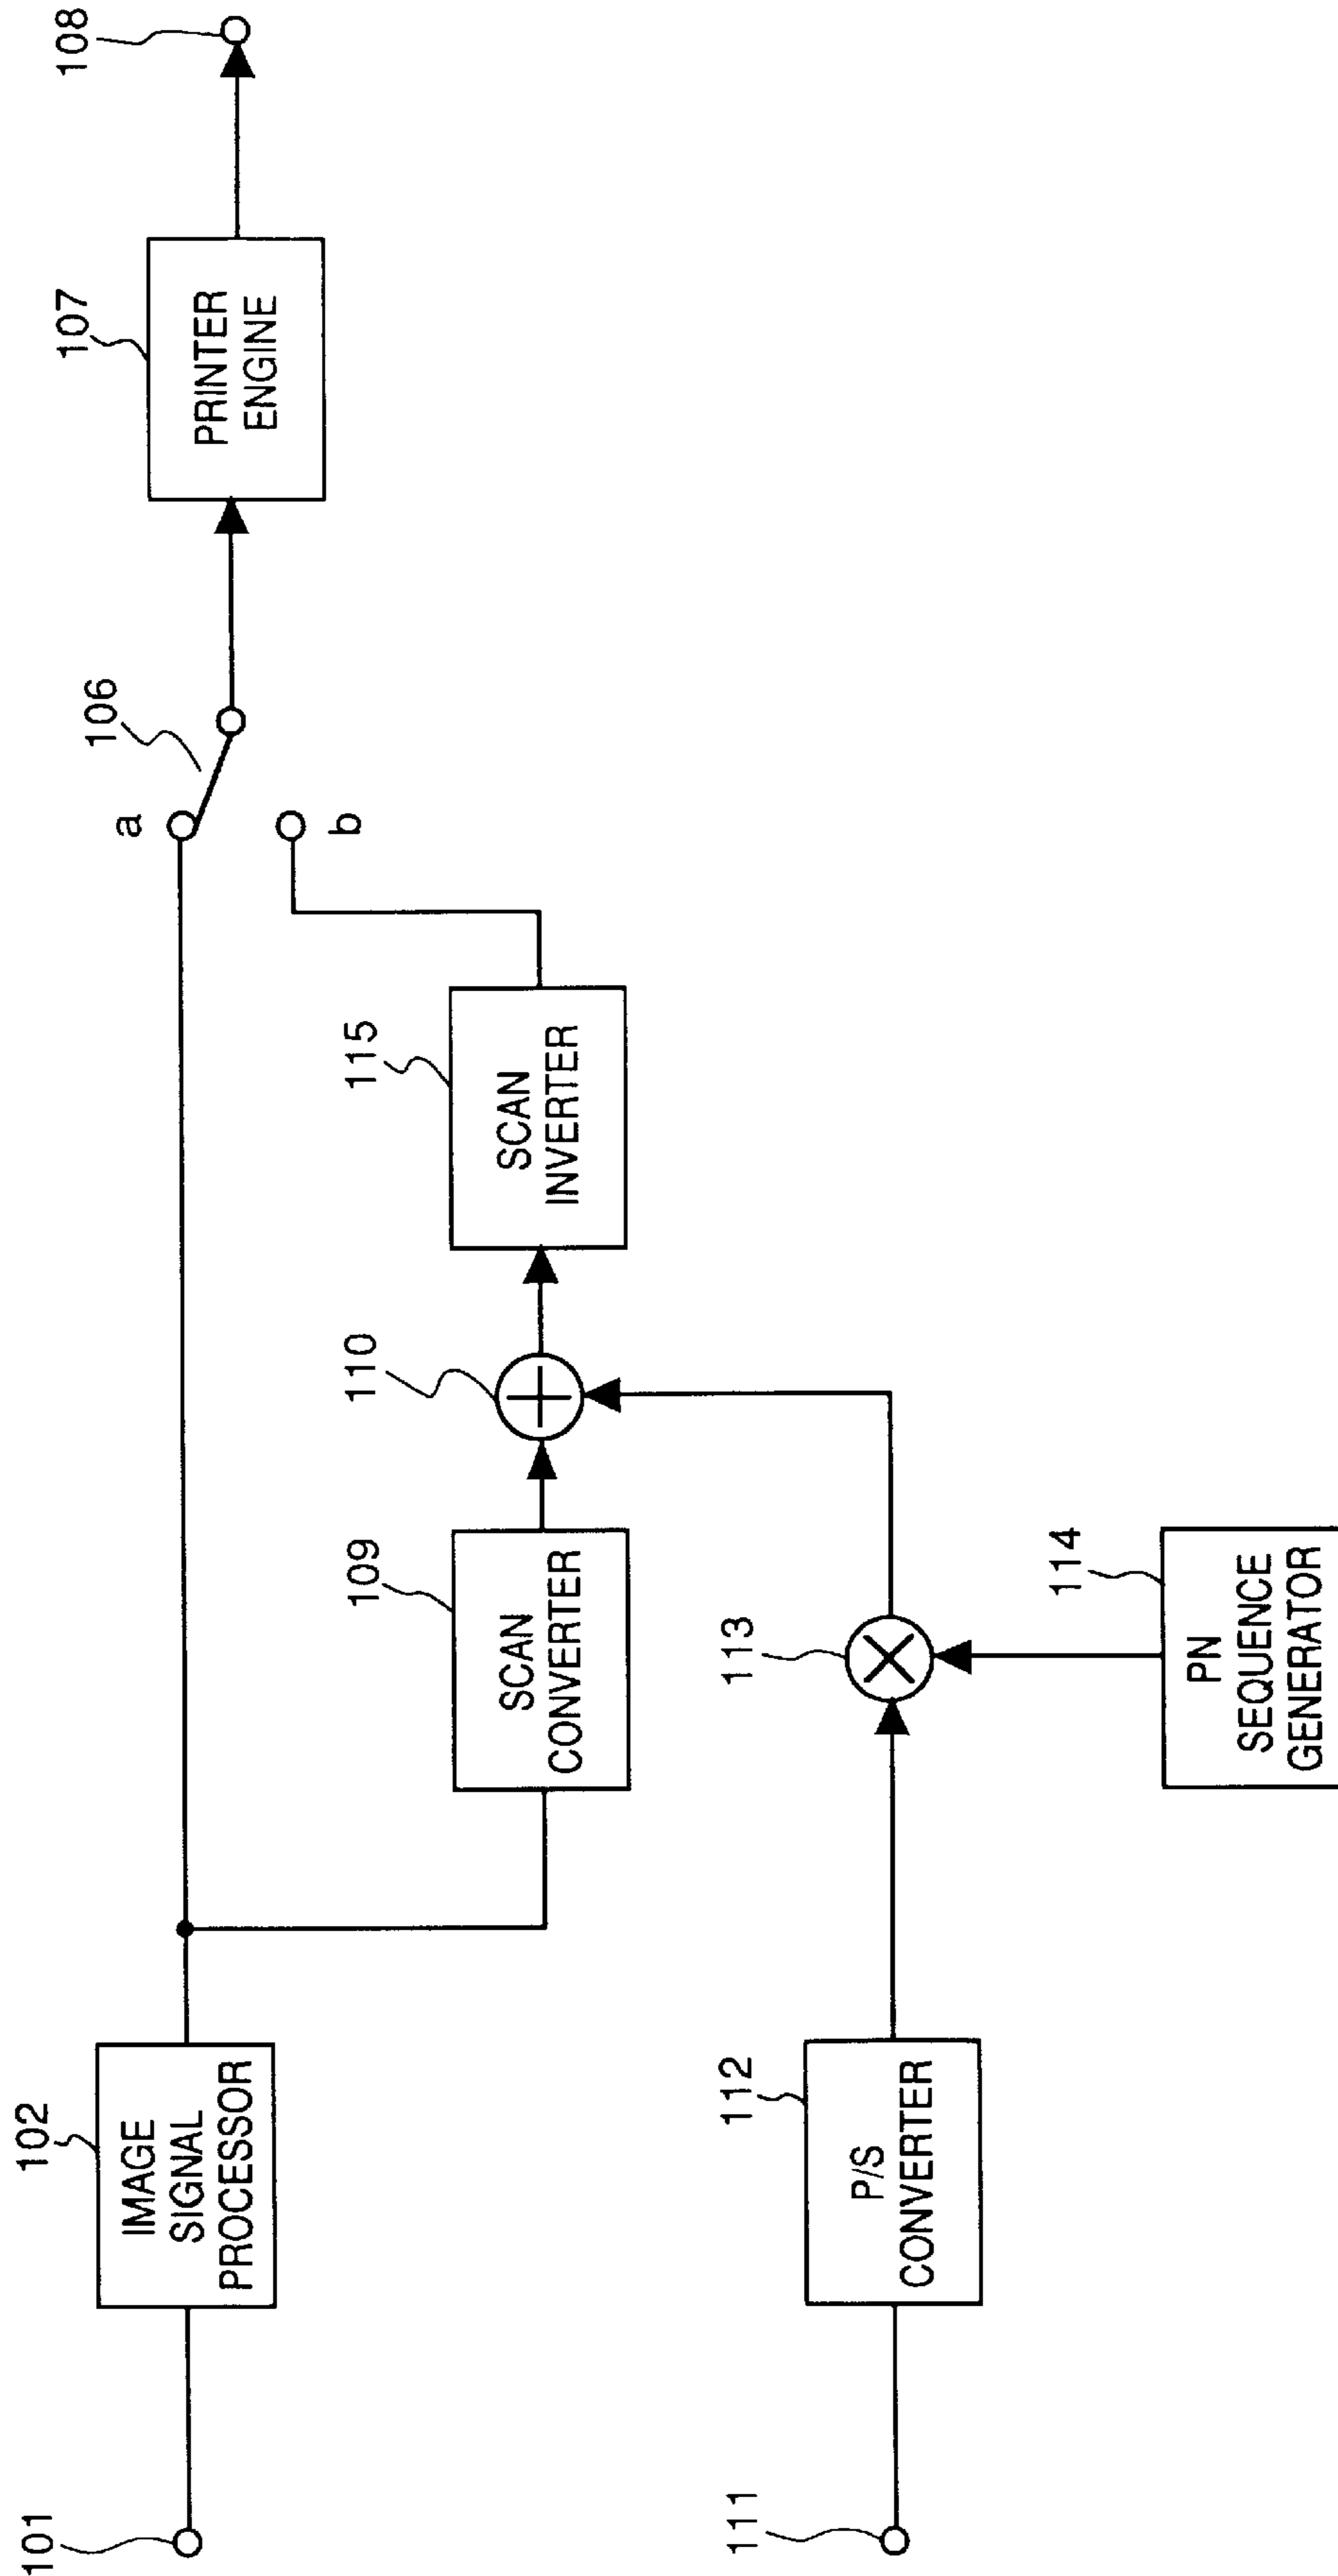 101
102
IMAGE
SIGNAL
PROCESSOR
a
106
b
107
PRINTER
ENGINE
108
109
SCAN
CONVERTER
110
115
SCAN
INVERTER
111
112
P/S
CONVERTER
113
114
PN
SEQUENCE
GENERATOR